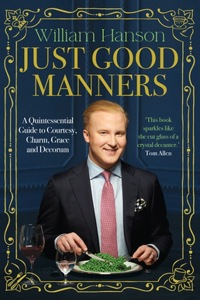 William Hanson
JUST GOOD
MANNERS
A Quintessential
Guide to Courtesy,
Charm, Grace
and Decorum
"This book
sparkles like
the cut glass of a
crystal decanter."
Tom Allen